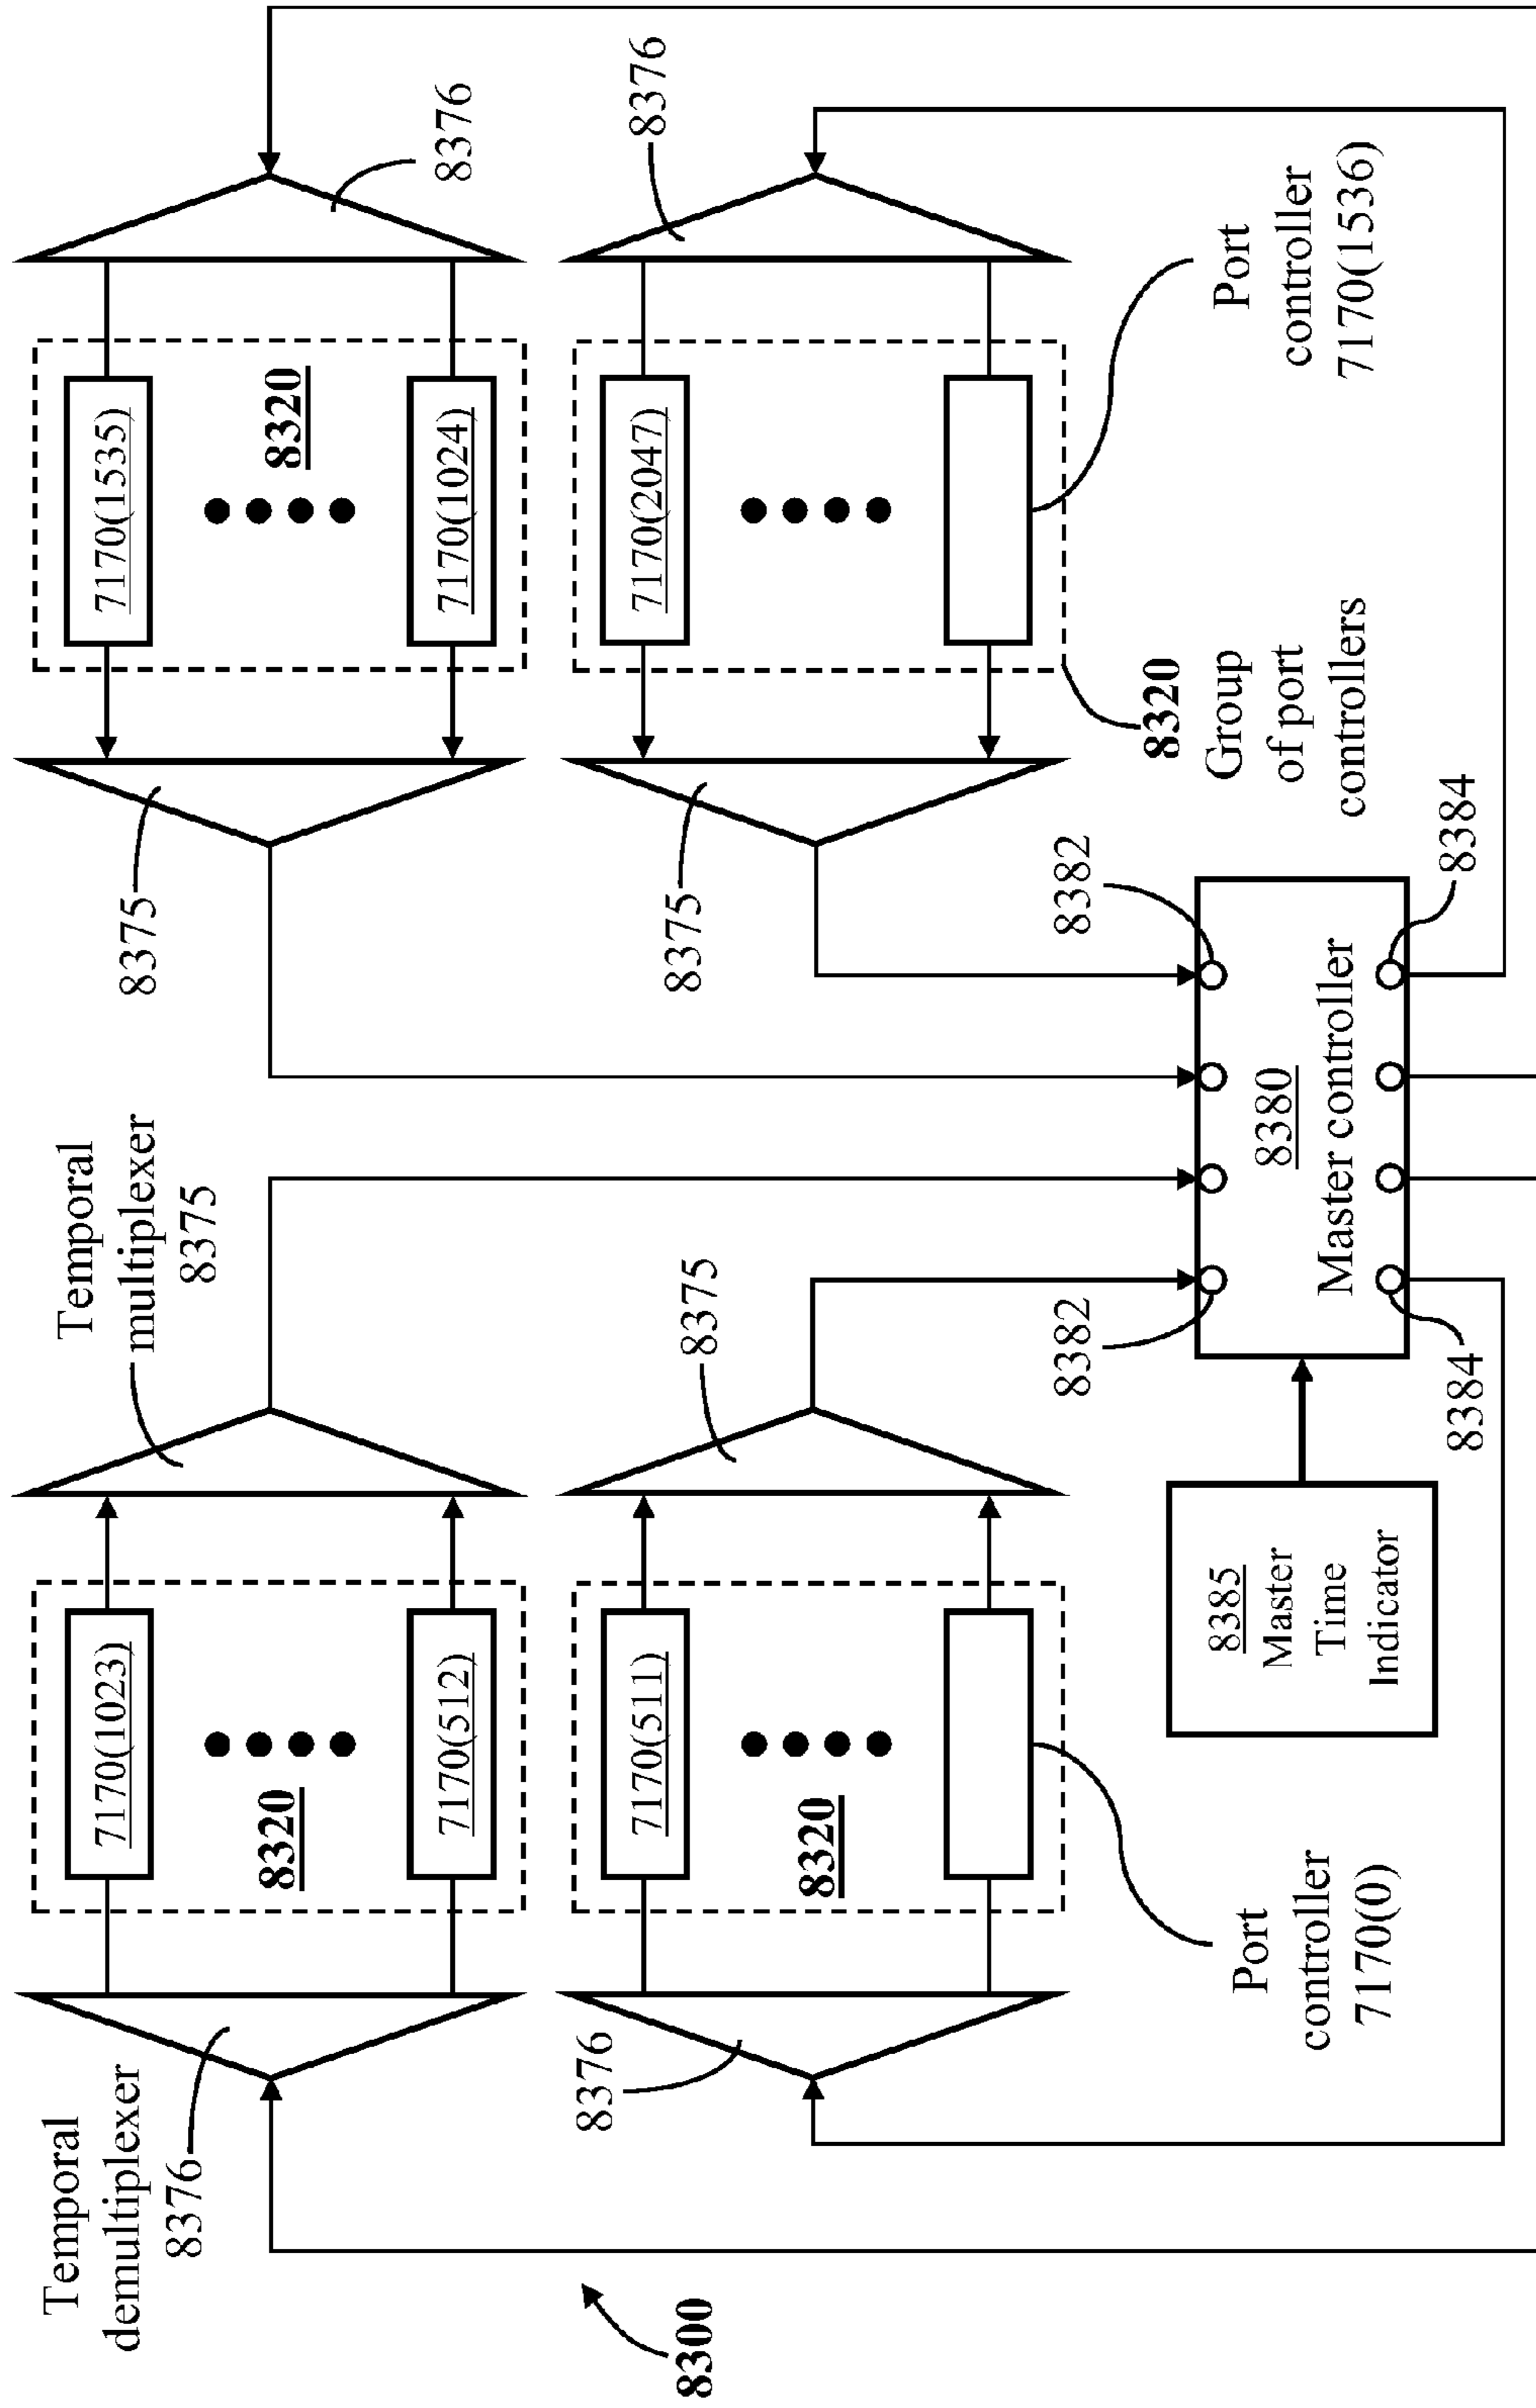 Temporal
demultiplexer
8376
7170(1023)
8320
7170(512)
Temporal
multiplexer
8375
8375
7170(1535)
8320
7170(1024)
8376
8300
8376
7170(511)
8320
8375
8375
7170(2047)
8376
Port
controller
7170(0)
8385
Master
Time
Indicator
8382
8382
8380
Master controller
8384
8384
8320
Group
of port
controllers
Port
controller
7170(1536)